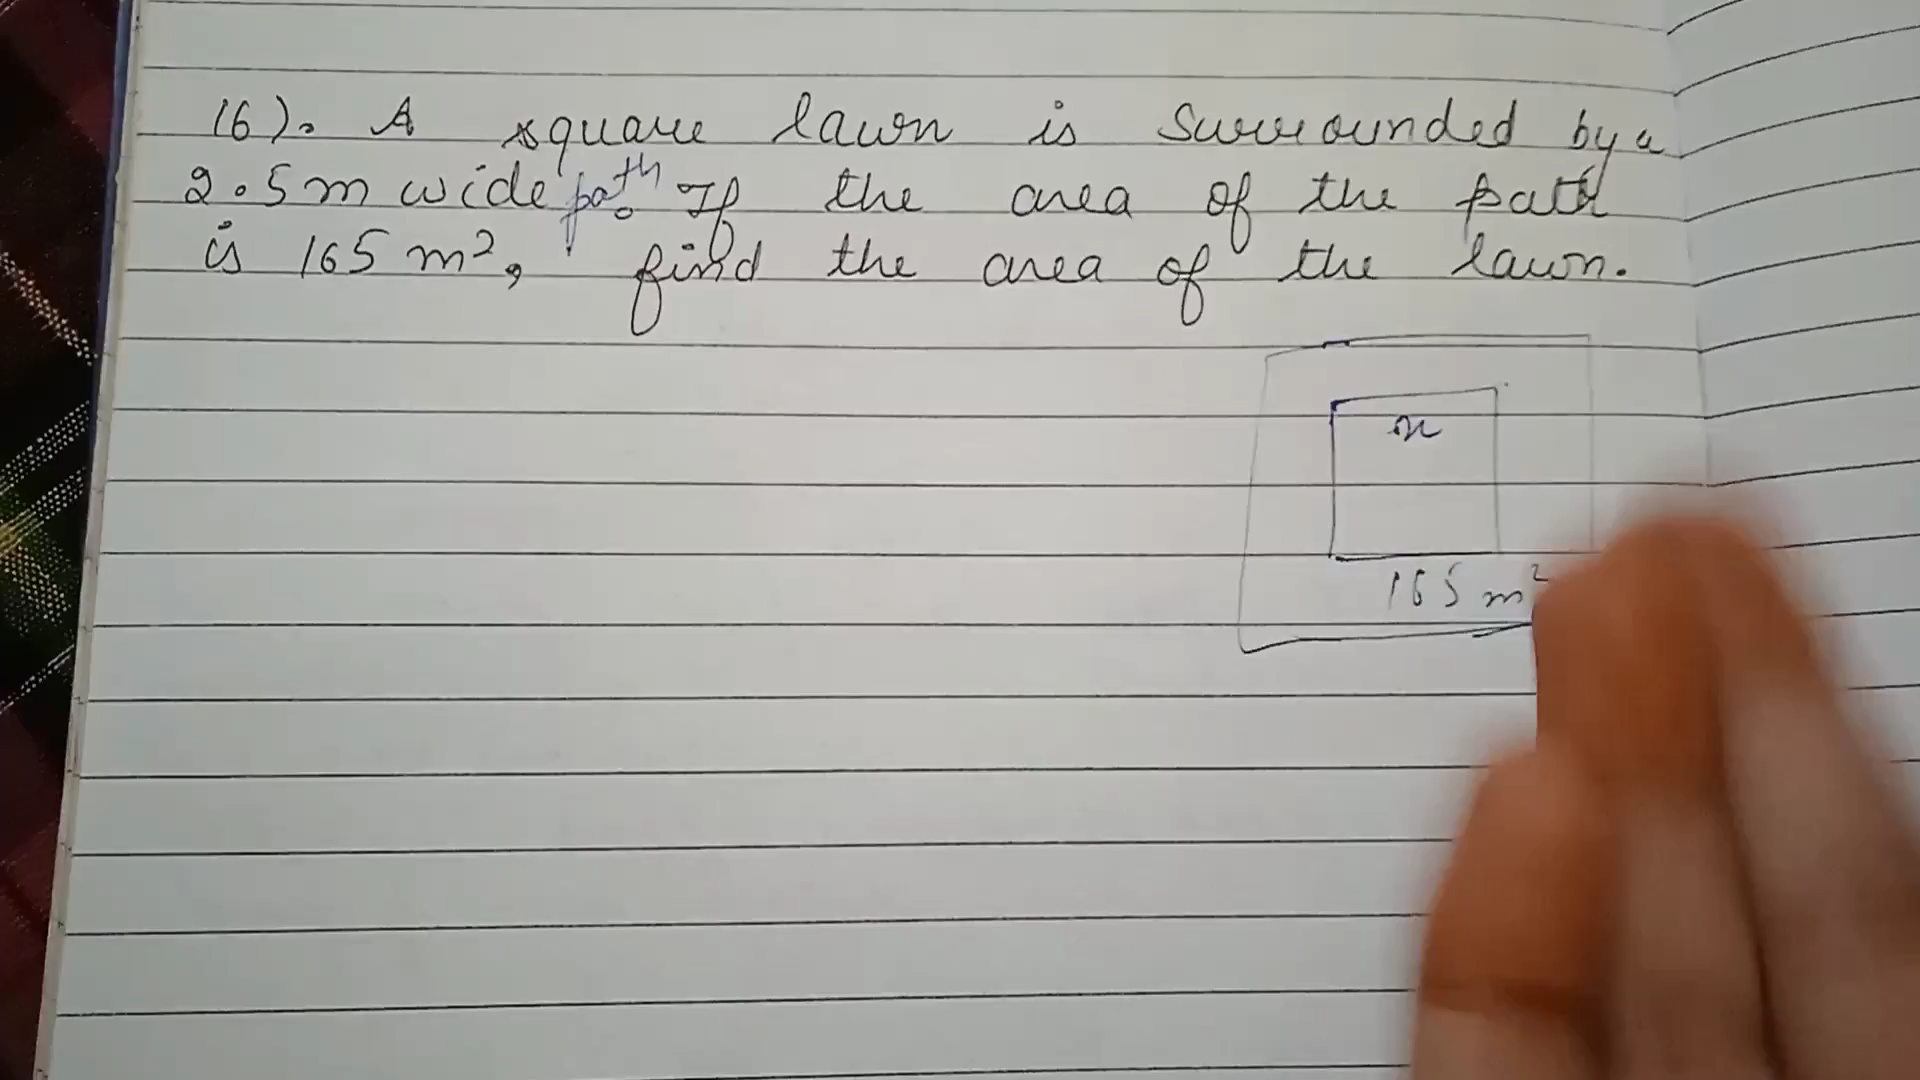 16). A square lawn is surrounded by a
2.5m wide path. If the area of the path
is 165 m², find the area of the lawn.
x
165 m²